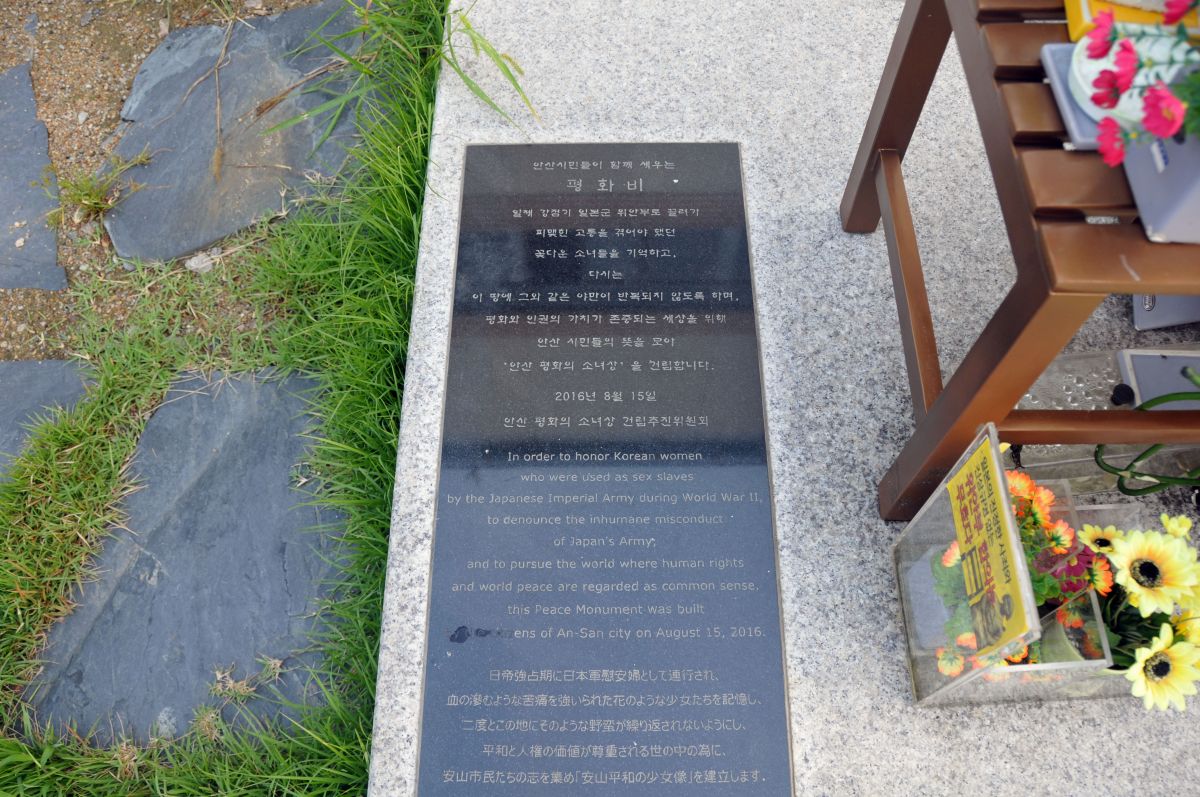 안산시민들이 함께 세우는
평화비
일제 강점기 일본군 위안부로 끌려가
피맺힌 고통을 겪어야 했던
꽃다운 소녀들을 기억하고,
다시는
이 땅에 그와 같은 야만이 반복되지 않도록 하며,
평화와 인권의 가치가 존중되는 세상을 위해
안산 시민들의 뜻을 모아
'안산 평화의 소녀상' 을 건립합니다.
2016년 8월 15일
안산 평화의 소녀상 건립추진위원회
In order to honor Korean women
who were used as sex slaves
by the Japanese Imperial Army during World War II,
to denounce the inhumane misconduct
of Japan's Army,
and to pursue the world where human rights
and world peace are regarded as common sense,
this Peace Monument was built
ens of An-San city on August 15, 2016.
日帝強占期に日本軍慰安婦として連行され、
血の滲むような苦痛を強いられた花のような少女たちを記憶し、
二度とこの地にそのような野蛮が繰り返されないようにし、
平和と人権の価値が尊重される世の中の為に、
安山市民たちの志を集め「安山平和の少女像」を建立します。